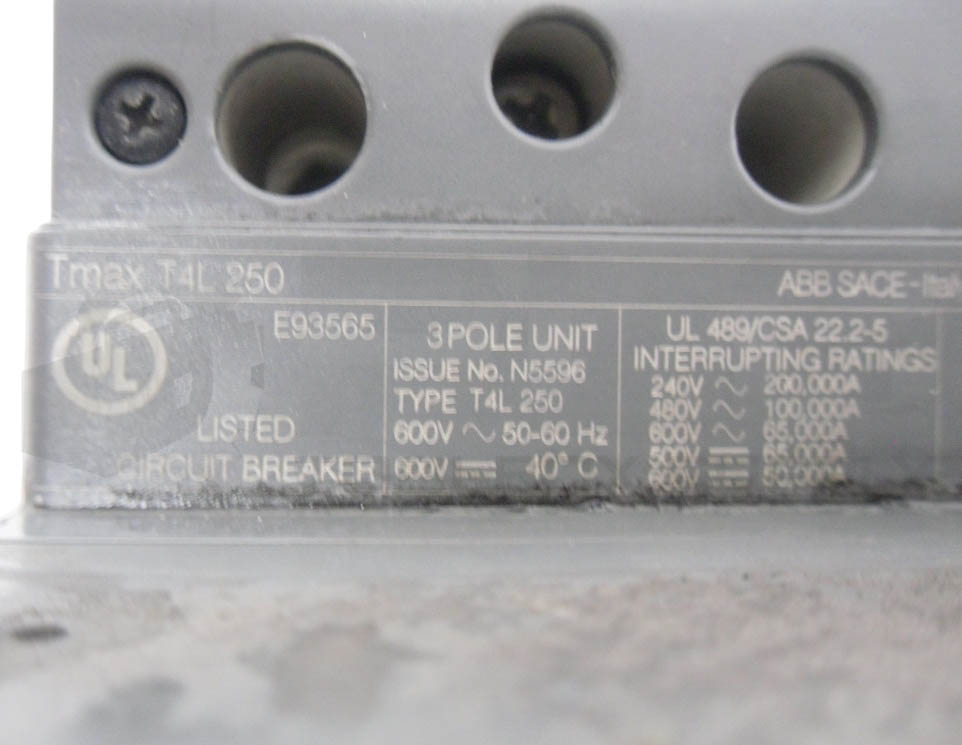 Tmax T4L 250
ABB SACE - Ital
UL
E93565
LISTED
CIRCUIT BREAKER
3 POLE UNIT
ISSUE No. N5596
TYPE T4L 250
600V ~ 50-60 Hz
600V ⎓ 40° C
UL 489/CSA 22.2-5
INTERRUPTING RATINGS
240V ~ 200,000A
480V ~ 100,000A
600V ~ 65,000A
500V ⎓ 65,000A
600V ⎓ 50,000A